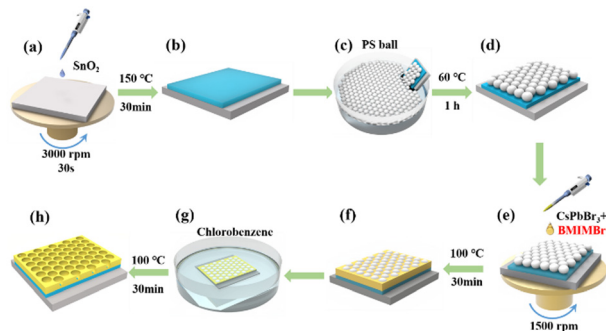 (a)
SnO2
3000 rpm
30s
150 ℃
30min
(b)
(c)
PS ball
60 ℃
1 h
(d)
CsPbBr3+
BMIMBr
(e)
1500 rpm
100 ℃
30min
(f)
(g)
Chlorobenzene
100 ℃
30min
(h)